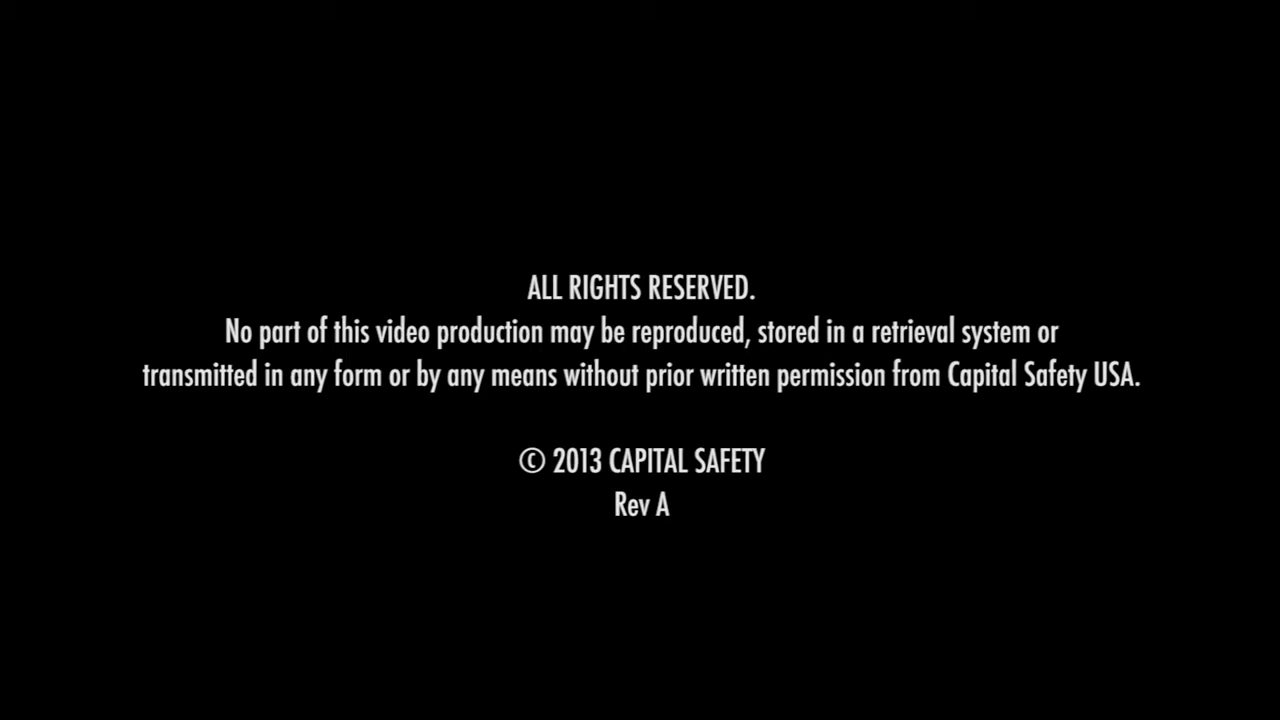 ALL RIGHTS RESERVED.
No part of this video production may be reproduced, stored in a retrieval system or
transmitted in any form or by any means without prior written permission from Capital Safety USA.
© 2013 CAPITAL SAFETY
Rev A